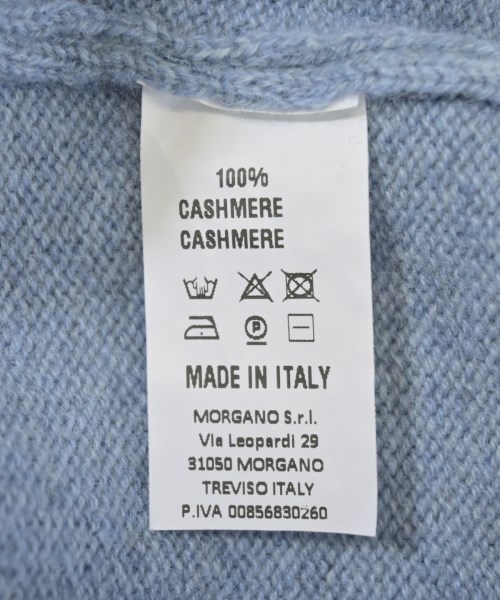 100%
CASHMERE
CASHMERE
P
MADE IN ITALY
MORGANO S.r.l.
Via Leopardi 29
31050 MORGANO
TREVISO ITALY
P.IVA 00856830260